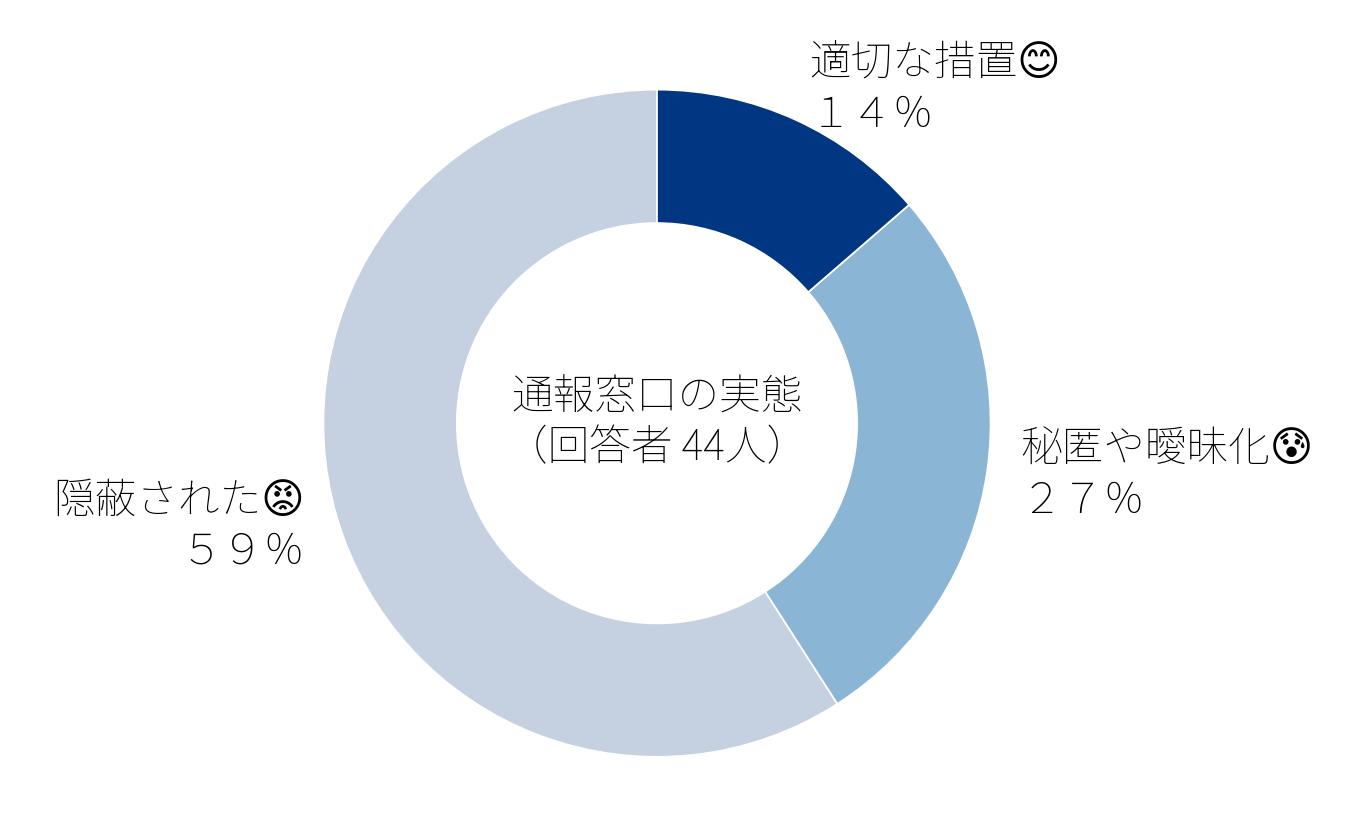 適切な措置😊
１４%
通報窓口の実態
（回答者 44人）
秘匿や曖昧化😰
２７%
隠蔽された😡
５９%